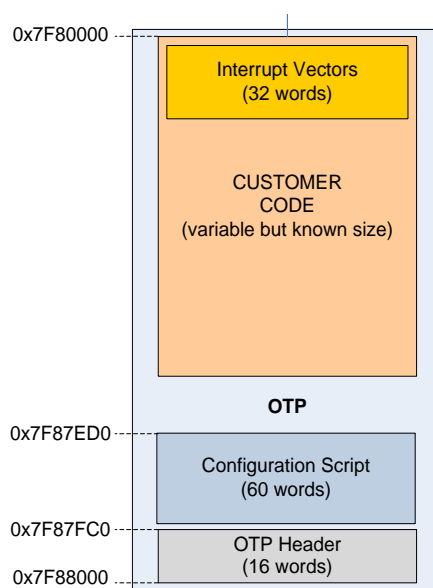 0x7F80000
Interrupt Vectors
(32 words)
CUSTOMER
CODE
(variable but known size)
OTP
0x7F87ED0
Configuration Script
(60 words)
0x7F87FC0
OTP Header
(16 words)
0x7F88000